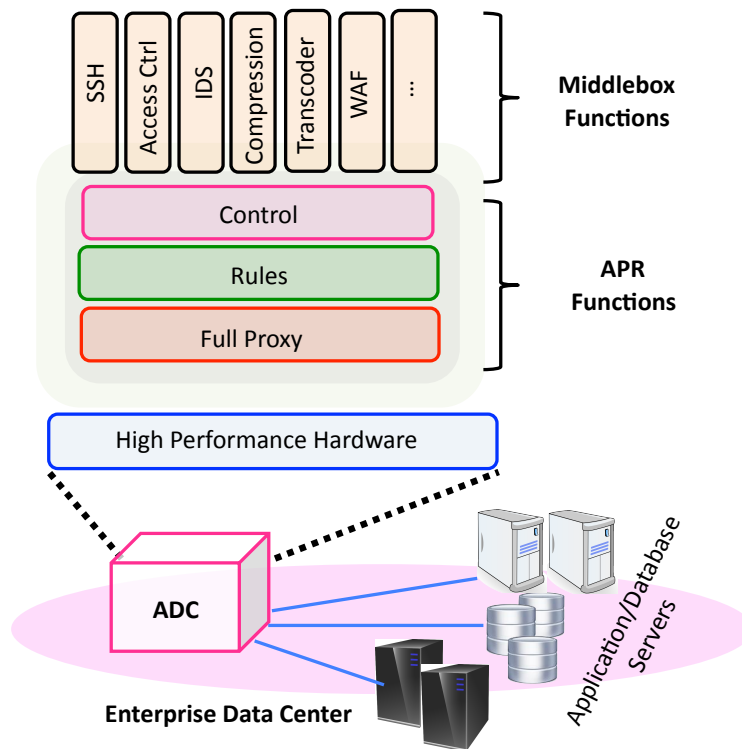 SSH
Access Ctrl
IDS
Compression
Transcoder
WAF
...
Middlebox
Functions
Control
Rules
Full Proxy
APR
Functions
High Performance Hardware
ADC
Application/Database
Servers
Enterprise Data Center